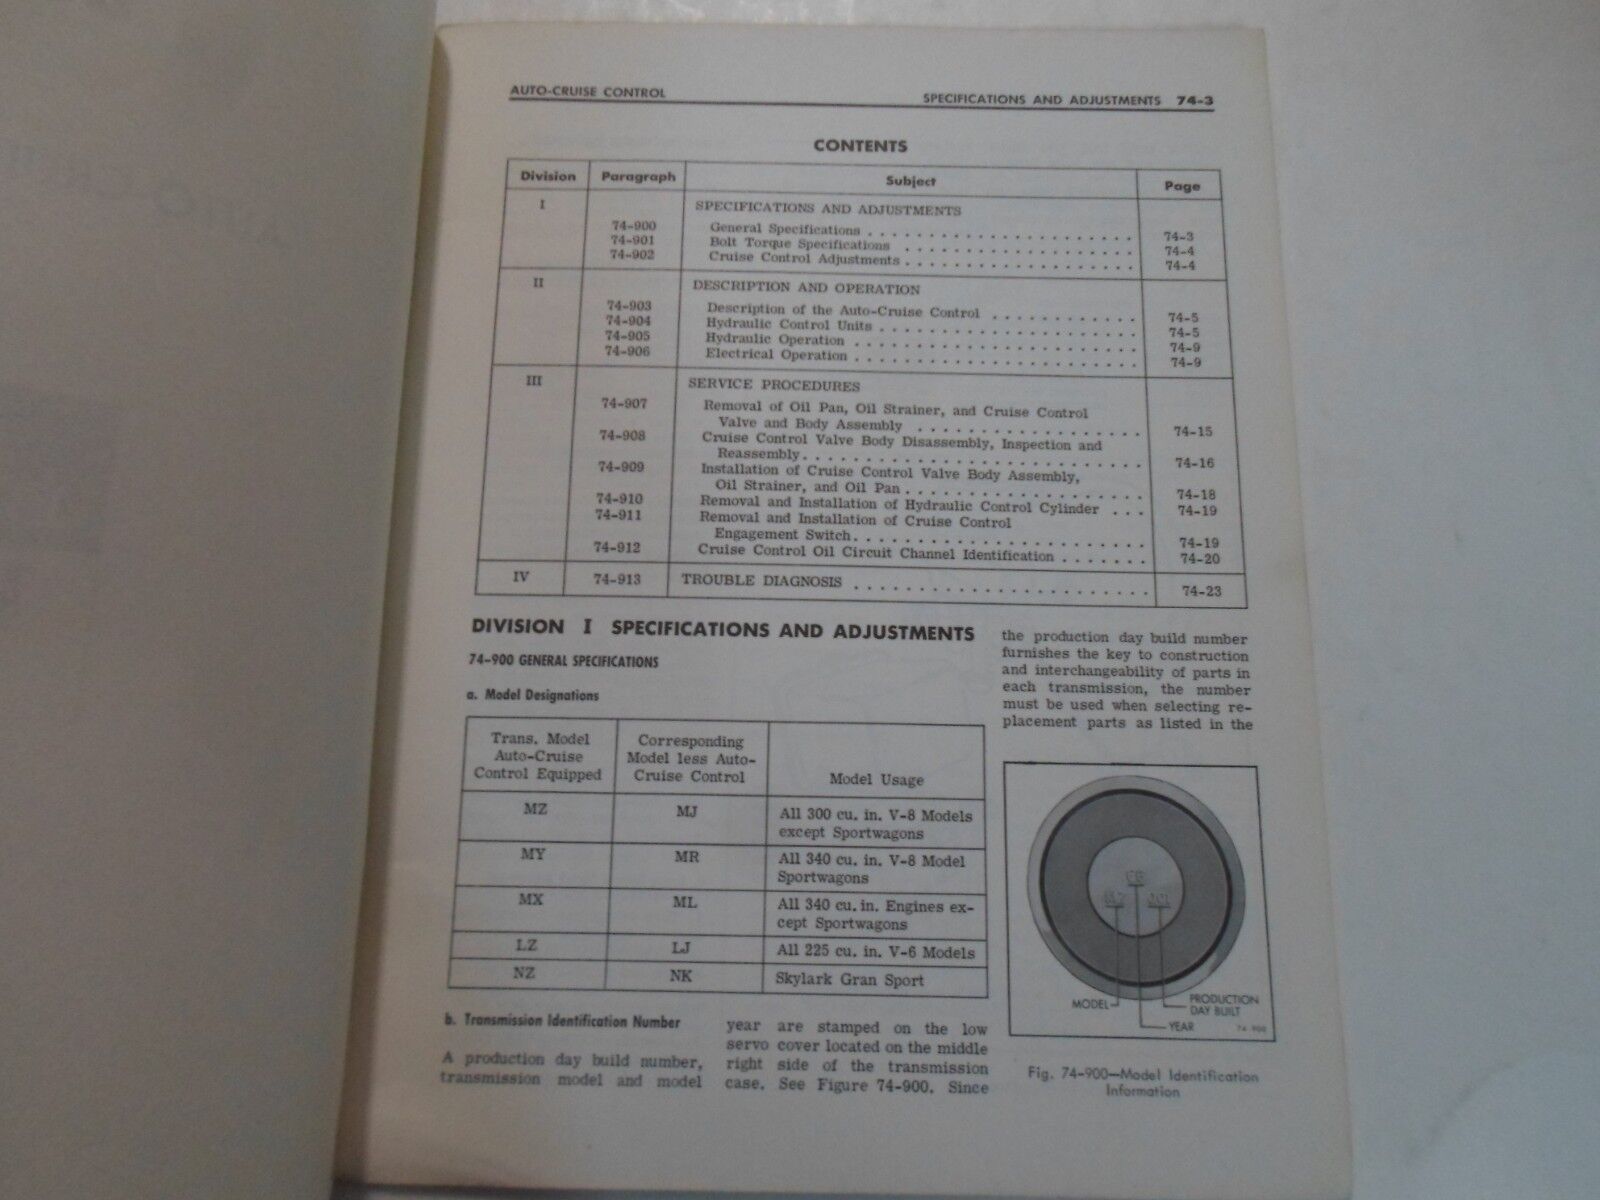 AUTO-CRUISE CONTROL SPECIFICATIONS AND ADJUSTMENTS 74-3
CONTENTS
Division Paragraph Subject Page
I SPECIFICATIONS AND ADJUSTMENTS
74-900 General Specifications . . . . . . . . . . . . . . . . . . . . . 74-3
74-901 Bolt Torque Specifications . . . . . . . . . . . . . . . . . . 74-4
74-902 Cruise Control Adjustments . . . . . . . . . . . . . . . . . . 74-4
II DESCRIPTION AND OPERATION
74-903 Description of the Auto-Cruise Control . . . . . . . . . . . . 74-5
74-904 Hydraulic Control Units . . . . . . . . . . . . . . . . . . . . 74-5
74-905 Hydraulic Operation . . . . . . . . . . . . . . . . . . . . . . 74-9
74-906 Electrical Operation . . . . . . . . . . . . . . . . . . . . . . 74-9
III SERVICE PROCEDURES
74-907 Removal of Oil Pan, Oil Strainer, and Cruise Control
Valve and Body Assembly . . . . . . . . . . . . . . . . . . 74-15
74-908 Cruise Control Valve Body Disassembly, Inspection and
Reassembly . . . . . . . . . . . . . . . . . . . . . . . . . . . 74-16
74-909 Installation of Cruise Control Valve Body Assembly,
Oil Strainer, and Oil Pan . . . . . . . . . . . . . . . . . . . 74-18
74-910 Removal and Installation of Hydraulic Control Cylinder . . . 74-19
74-911 Removal and Installation of Cruise Control
Engagement Switch . . . . . . . . . . . . . . . . . . . . . . . 74-19
74-912 Cruise Control Oil Circuit Channel Identification . . . . . . . 74-20
IV 74-913 TROUBLE DIAGNOSIS . . . . . . . . . . . . . . . . . . . . . . . 74-23
DIVISION I SPECIFICATIONS AND ADJUSTMENTS
74-900 GENERAL SPECIFICATIONS
a. Model Designations
Trans. Model
Auto-Cruise
Control Equipped
Corresponding
Model less Auto-
Cruise Control
Model Usage
MZ MJ All 300 cu. in. V-8 Models
except Sportwagons
MY MR All 340 cu. in. V-8 Model
Sportwagons
MX ML All 340 cu. in. Engines ex-
cept Sportwagons
LZ LJ All 225 cu. in. V-6 Models
NZ NK Skylark Gran Sport
b. Transmission Identification Number
A production day build number,
transmission model and model
year are stamped on the low
servo cover located on the middle
right side of the transmission
case. See Figure 74-900. Since
the production day build number
furnishes the key to construction
and interchangeability of parts in
each transmission, the number
must be used when selecting re-
placement parts as listed in the
MODEL
YEAR
PRODUCTION
DAY BUILT
74-900
Fig. 74-900—Model Identification
Information